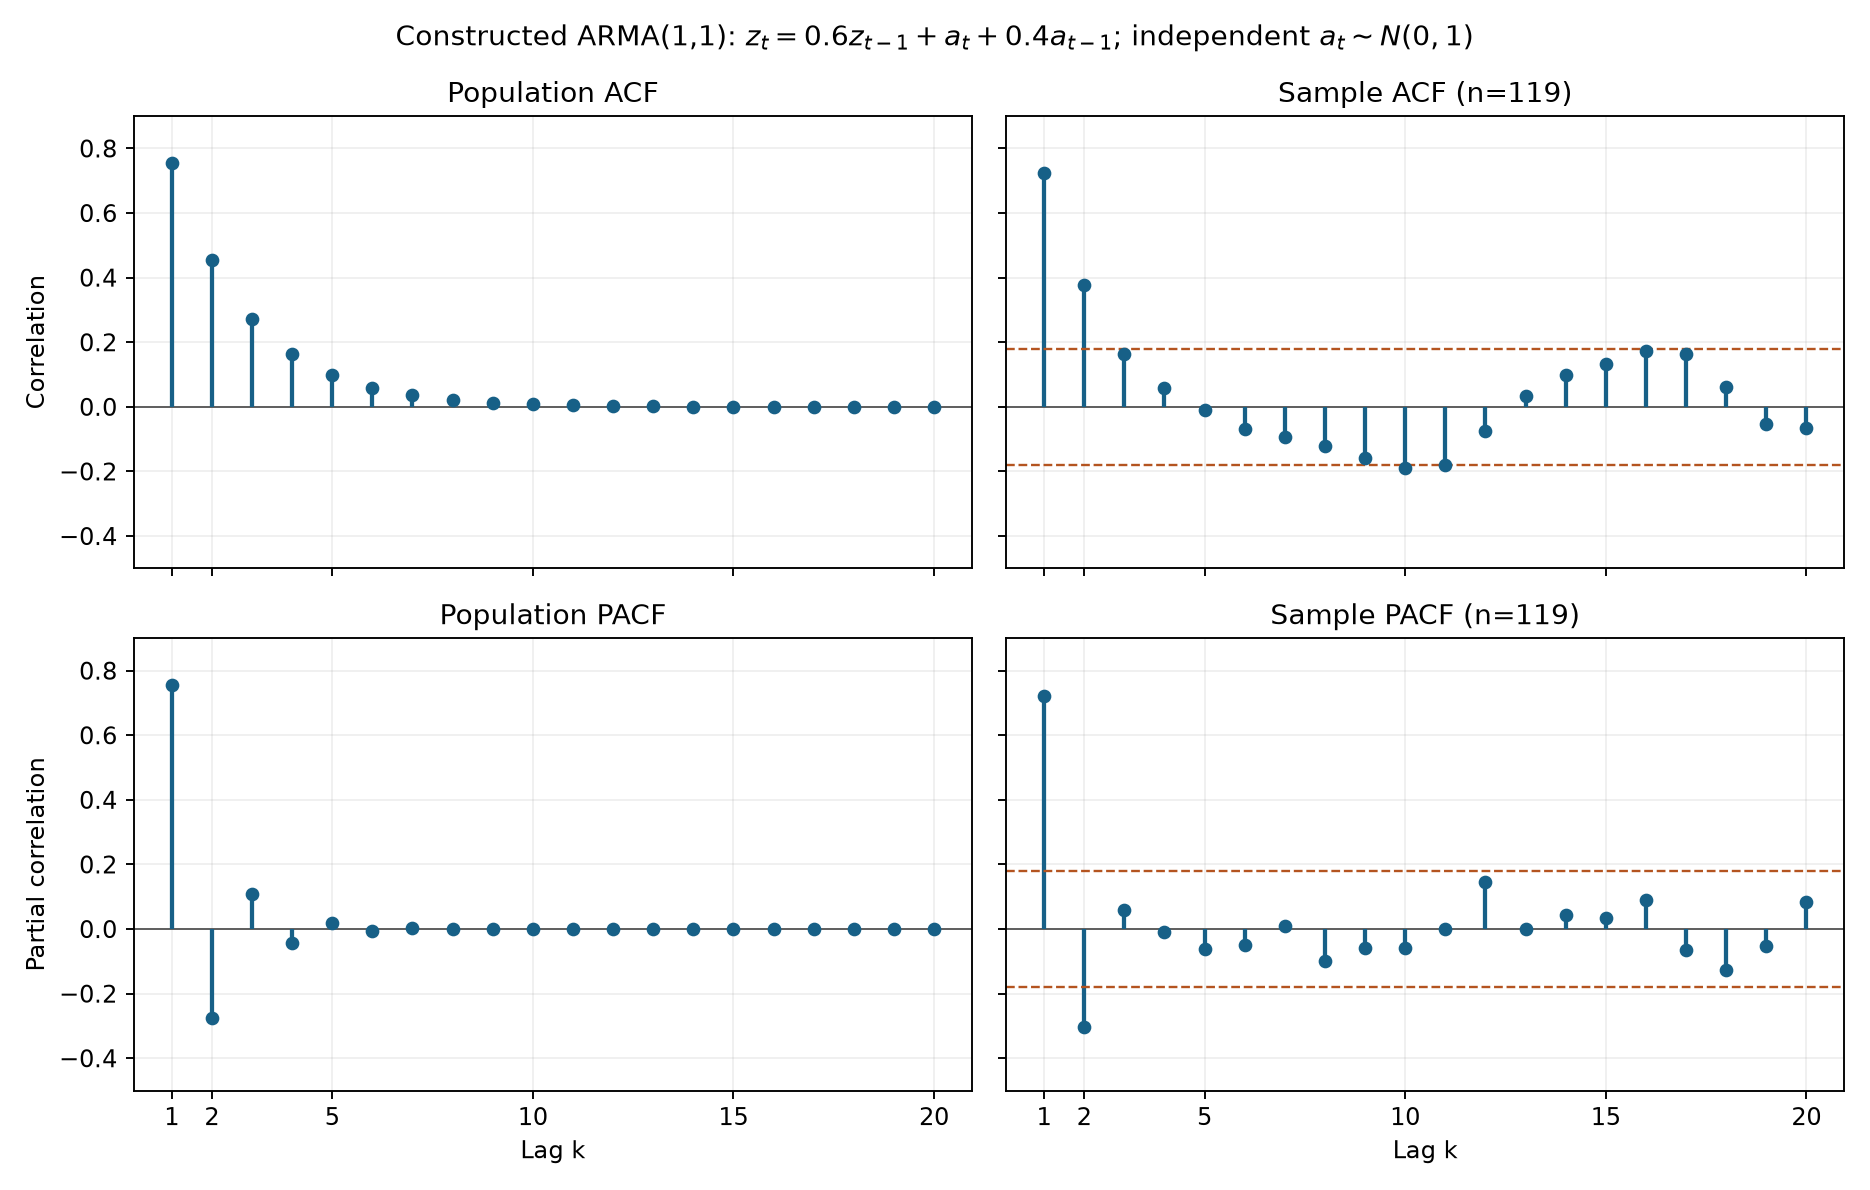 Constructed ARMA(1,1): $z_t = 0.6z_{t-1} + a_t + 0.4a_{t-1}$; independent $a_t \sim N(0, 1)$
Population ACF
Sample ACF (n=119)
Correlation
0.8
0.6
0.4
0.2
0.0
−0.2
−0.4
Population PACF
Sample PACF (n=119)
Partial correlation
0.8
0.6
0.4
0.2
0.0
−0.2
−0.4
1 2 5 10 15 20
1 2 5 10 15 20
Lag k
Lag k